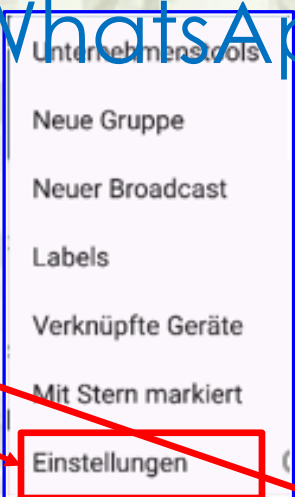 WhatsAp
Unternehmenstools
Neue Gruppe
Neuer Broadcast
Labels
Verknüpfte Geräte
Mit Stern markiert
Einstellungen